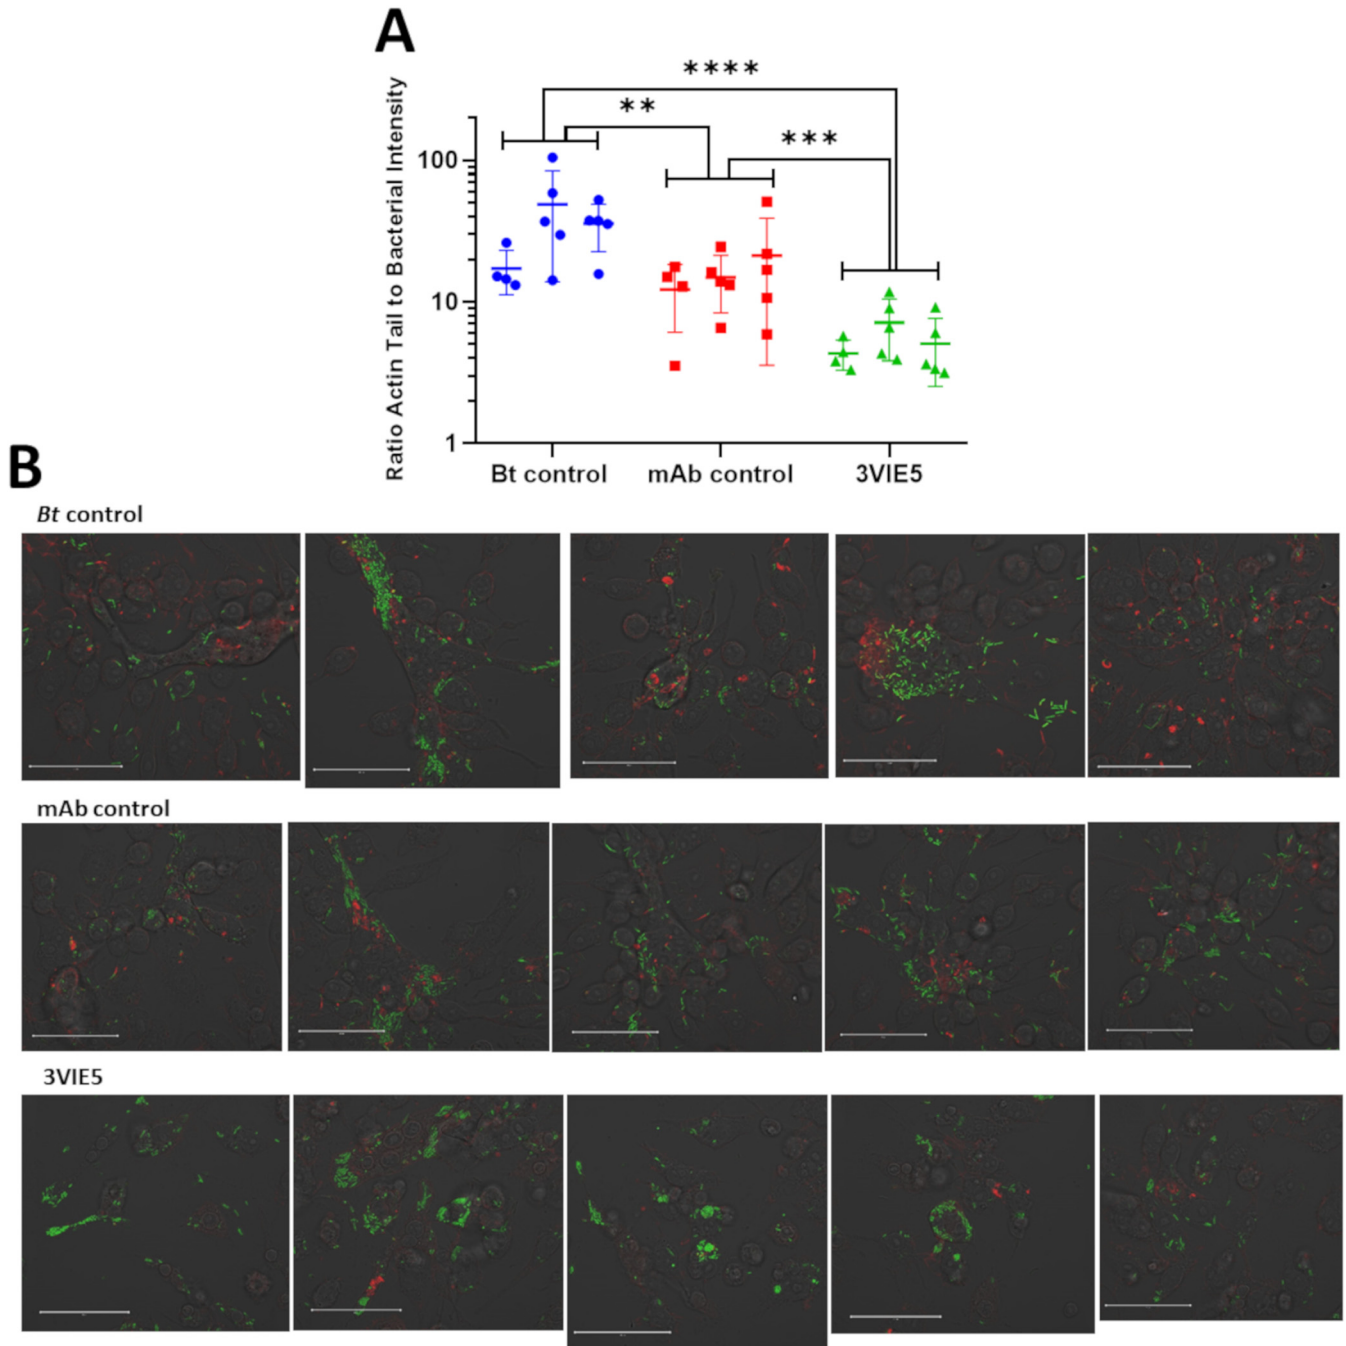 A
****
**
***
Ratio Actin Tail to Bacterial Intensity
100
10
1
Bt control
mAb control
3VIE5
B
Bt control
mAb control
3VIE5